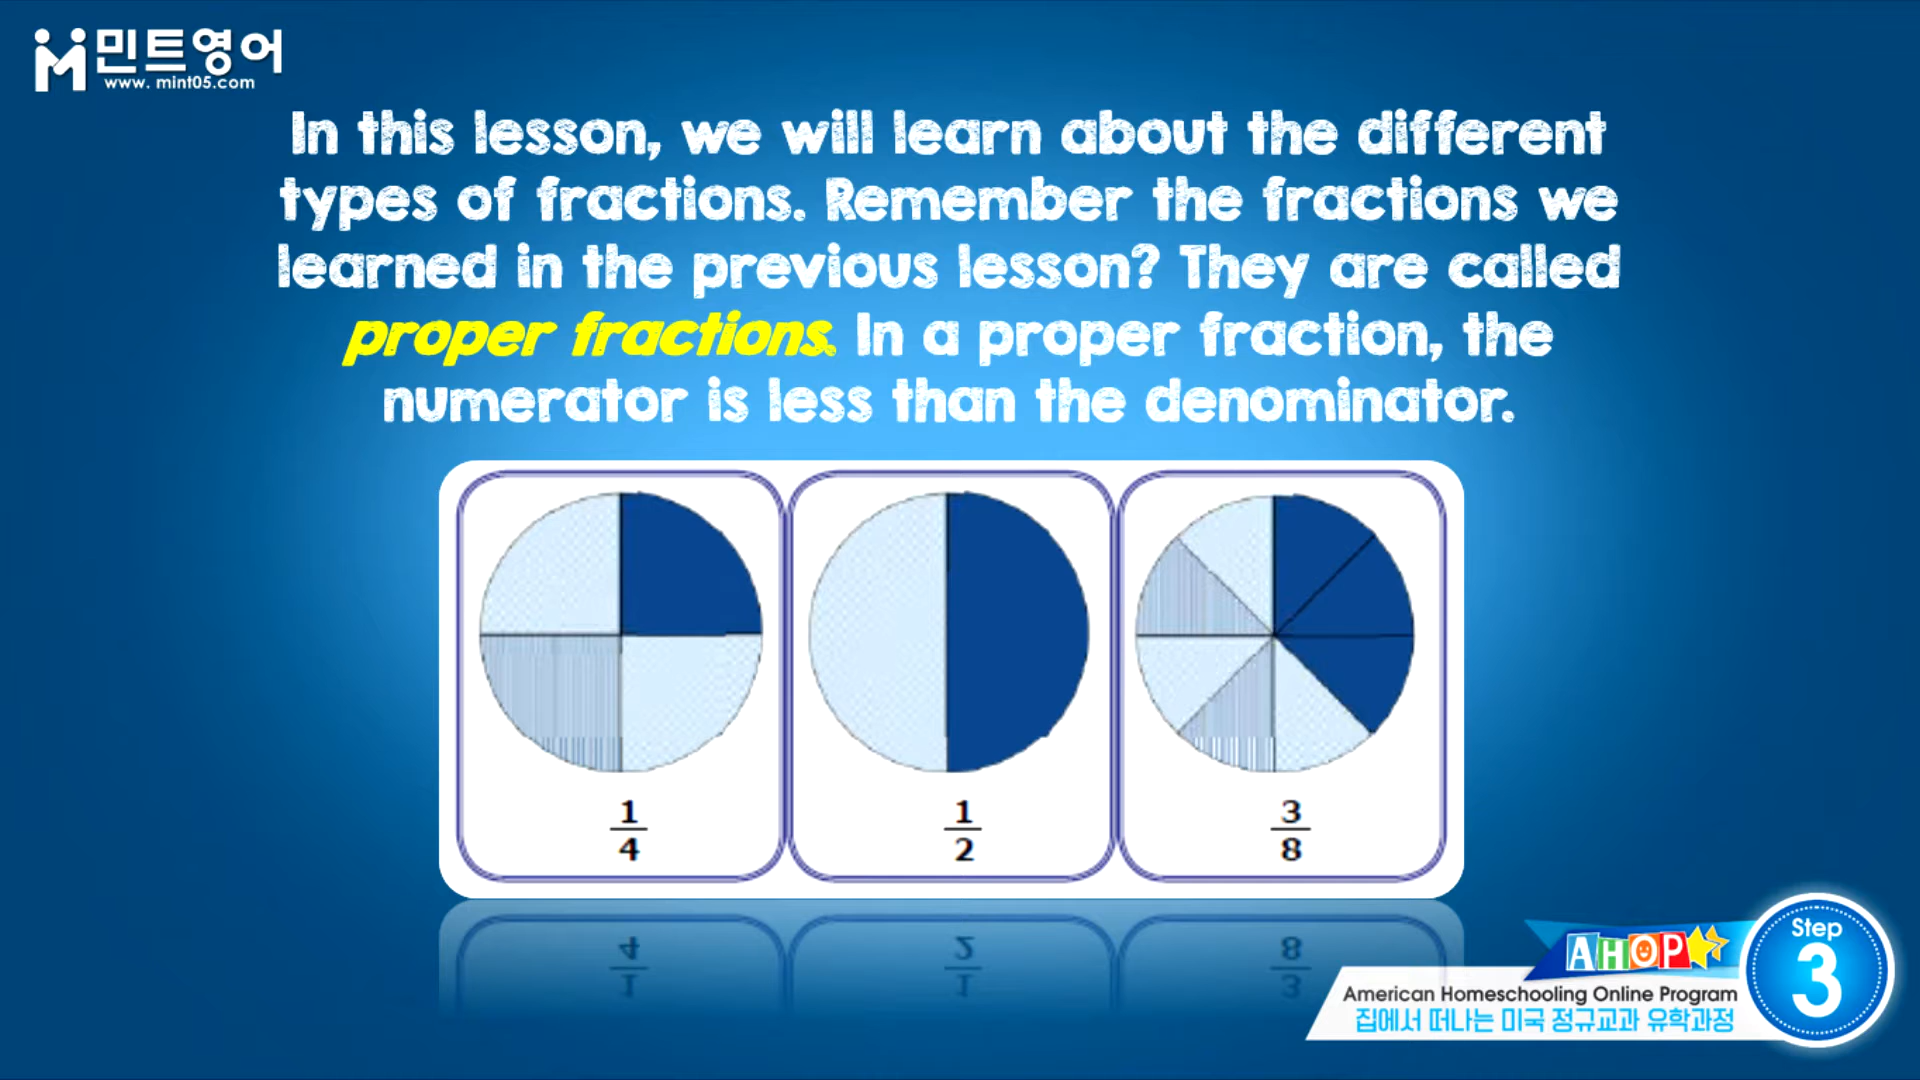 민트영어
www. mint05.com
In this lesson, we will learn about the different
types of fractions. Remember the fractions we
learned in the previous lesson? They are called
proper fractions. In a proper fraction, the
numerator is less than the denominator.
1/4
1/2
3/8
AHOP
Step
3
American Homeschooling Online Program
집에서 떠나는 미국 정규교과 유학과정